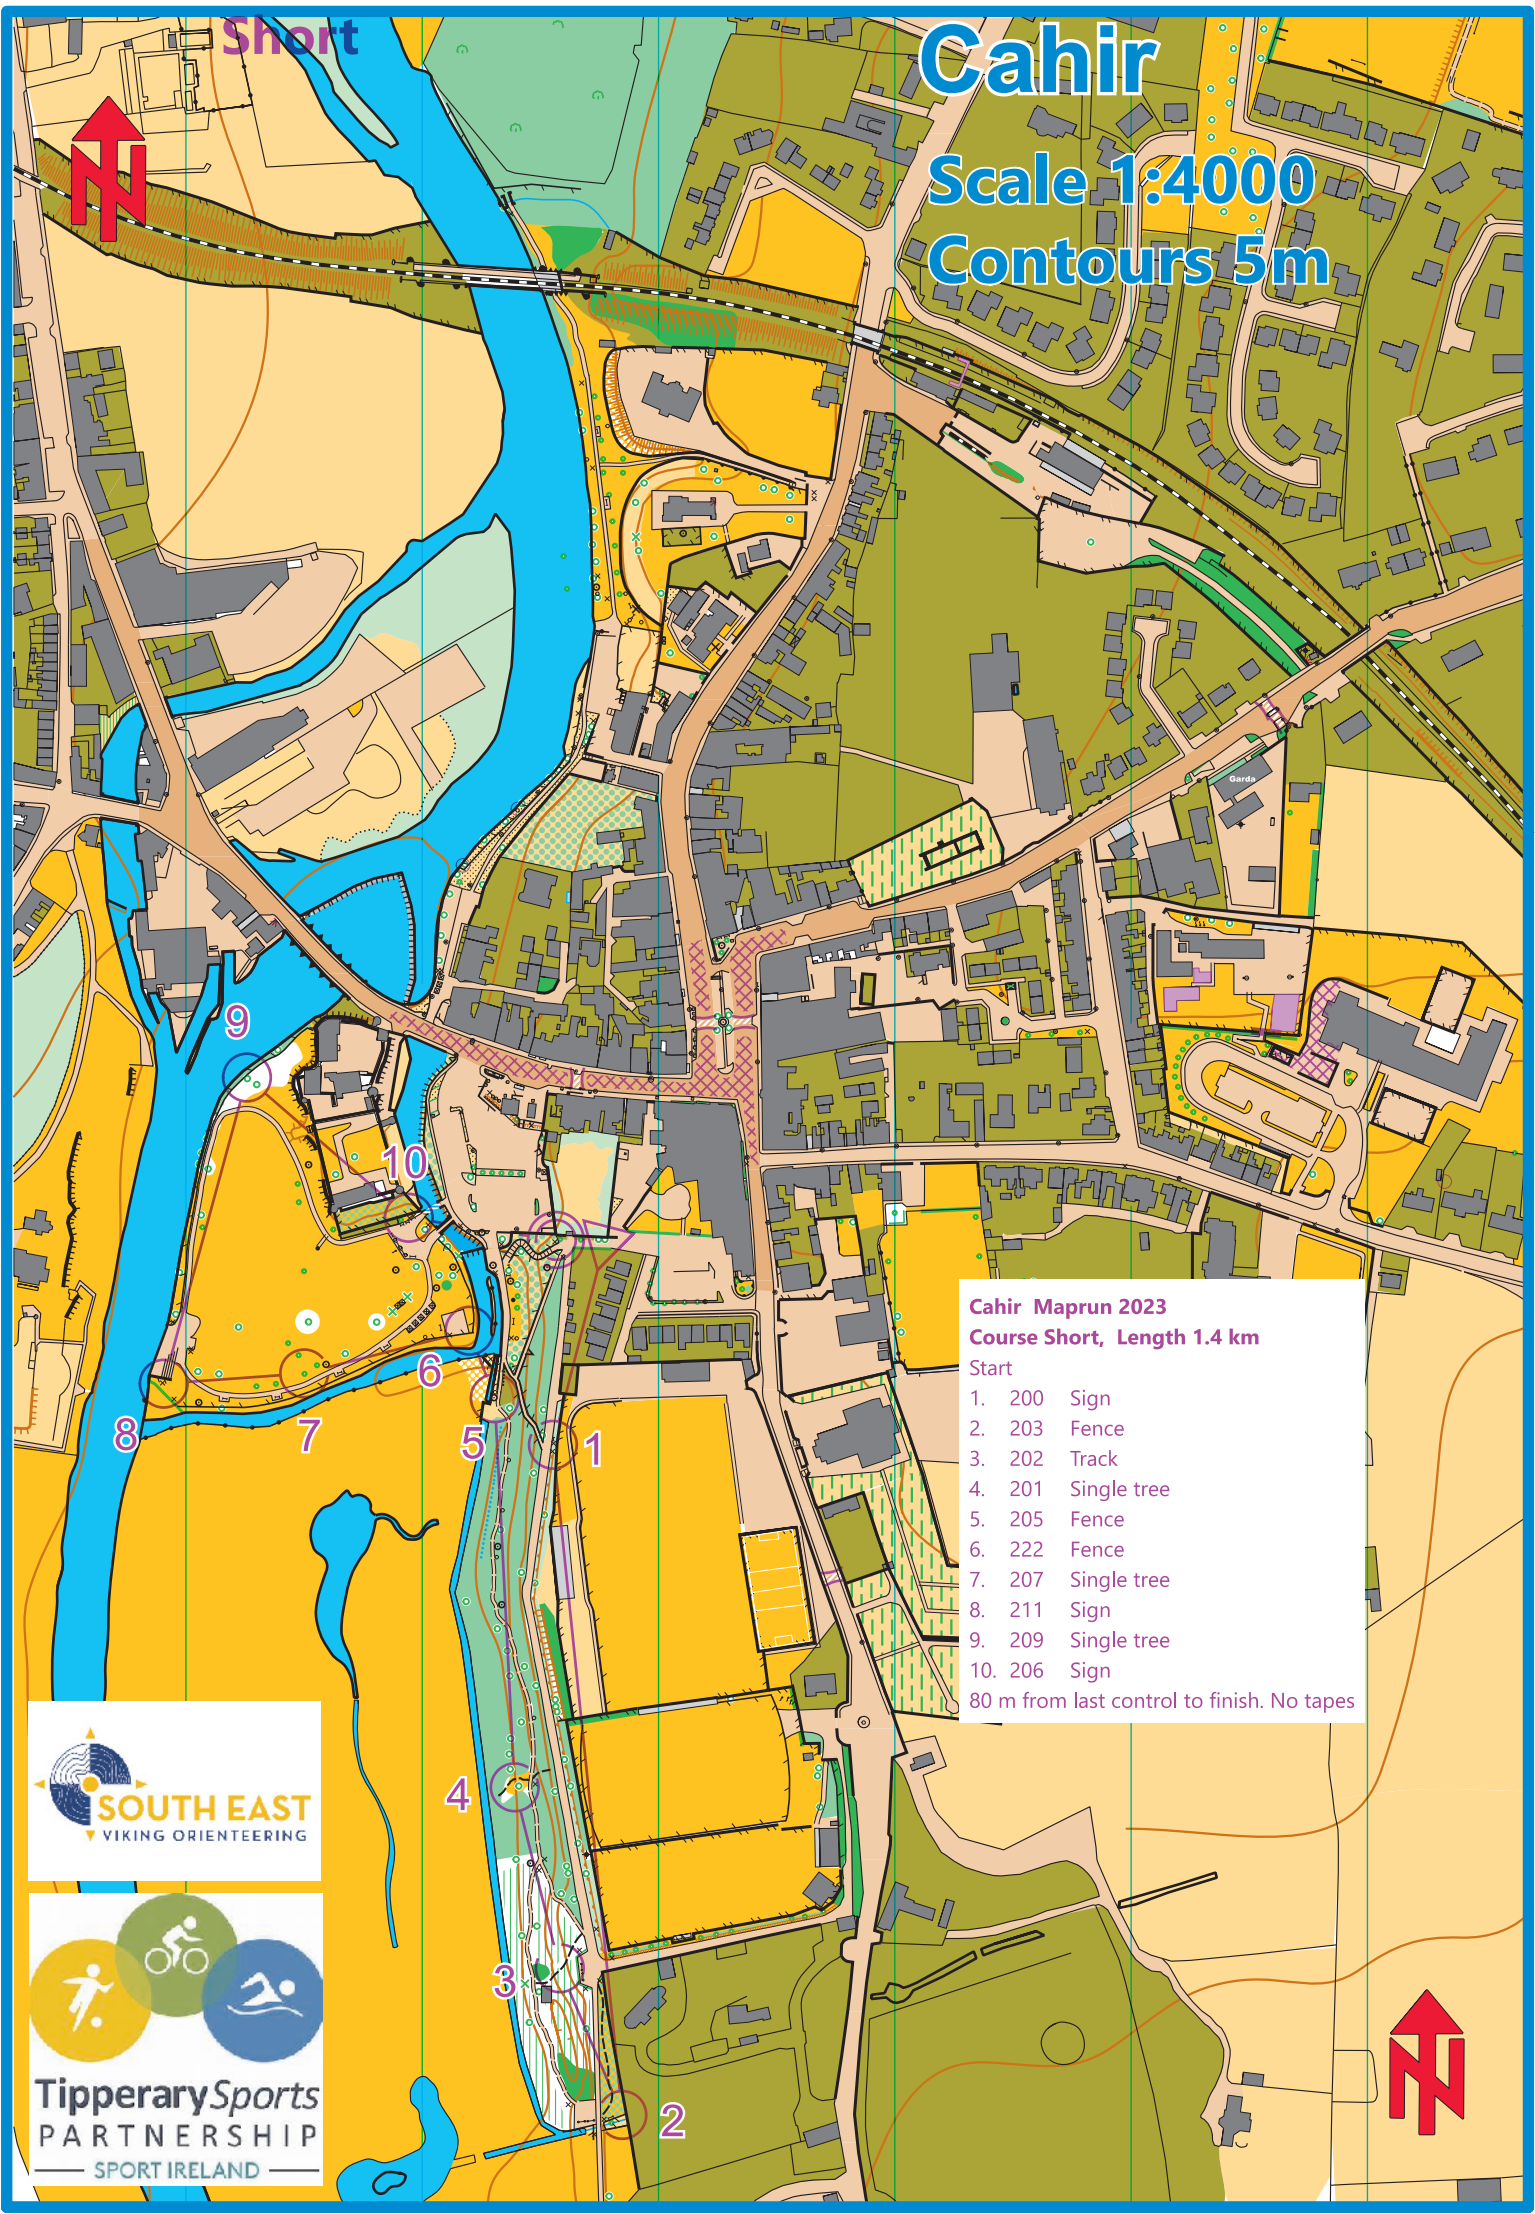 Short
Cahir
Scale 1:4000
Contours 5m
N
Garda
9
10
6
8
7
5
1
4
3
2
Cahir Maprun 2023
Course Short, Length 1.4 km
Start
1. 200 Sign
2. 203 Fence
3. 202 Track
4. 201 Single tree
5. 205 Fence
6. 222 Fence
7. 207 Single tree
8. 211 Sign
9. 209 Single tree
10. 206 Sign
80 m from last control to finish. No tapes
SOUTH EAST
VIKING ORIENTEERING
Tipperary Sports
PARTNERSHIP
SPORT IRELAND
N